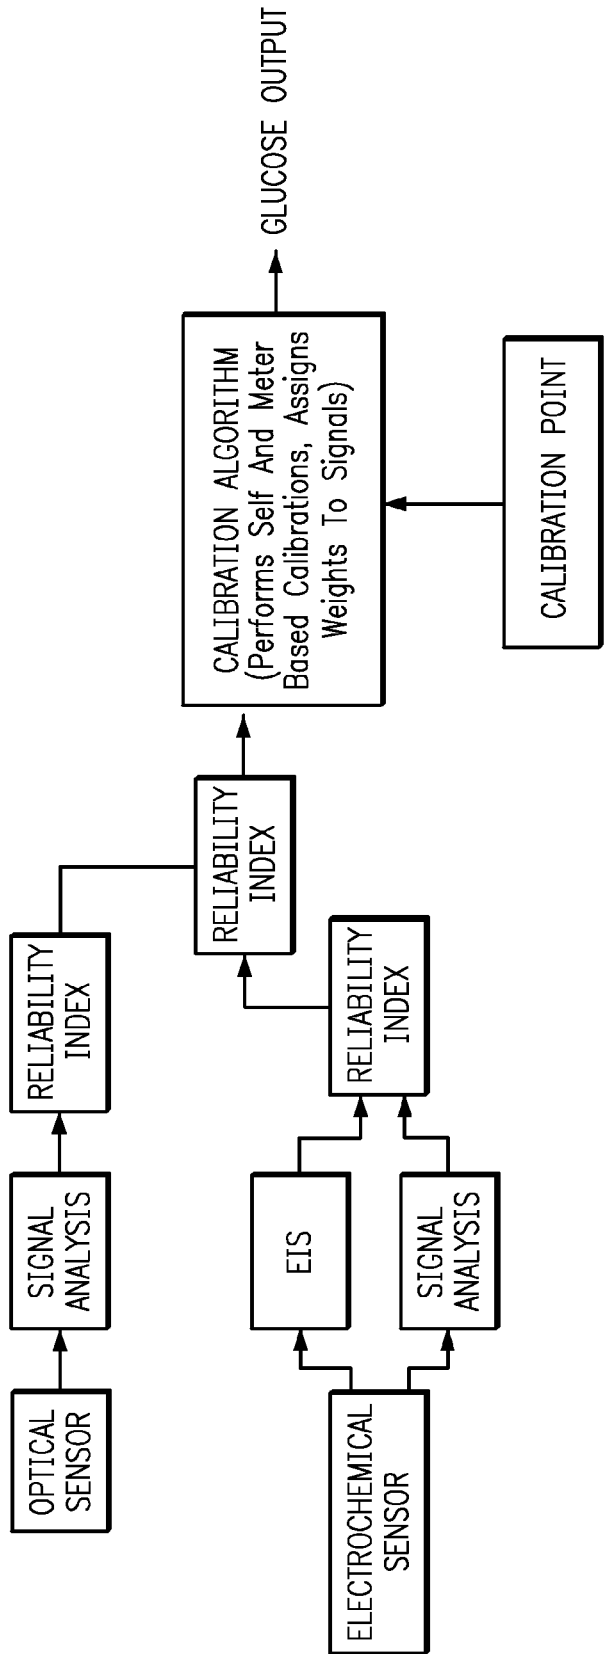 OPTICAL
SENSOR
SIGNAL
ANALYSIS
RELIABILITY
INDEX
ELECTROCHEMICAL
SENSOR
EIS
SIGNAL
ANALYSIS
RELIABILITY
INDEX
RELIABILITY
INDEX
CALIBRATION ALGORITHM
(Performs Self And Meter
Based Calibrations, Assigns
Weights To Signals)
CALIBRATION POINT
GLUCOSE OUTPUT